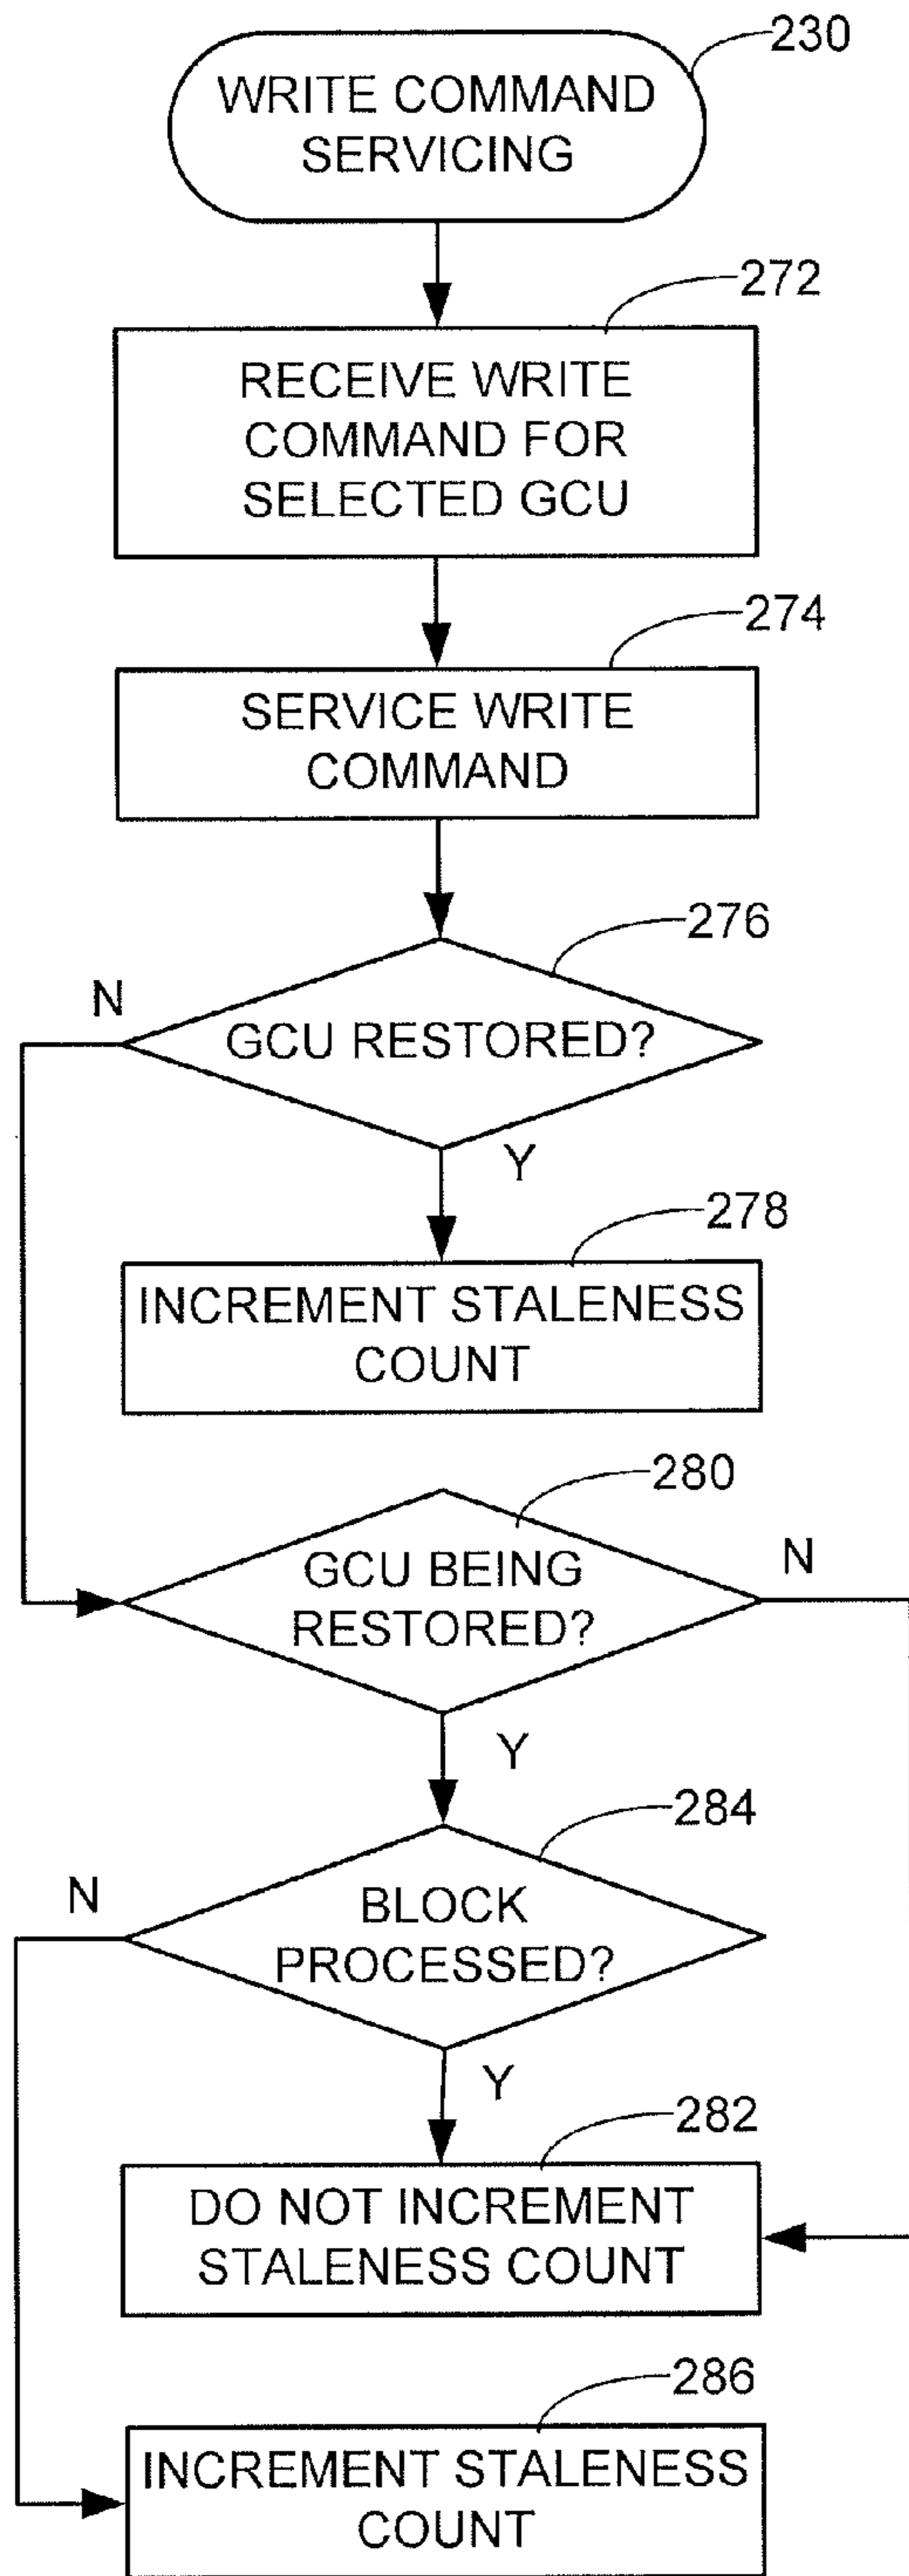 230
WRITE COMMAND
SERVICING
272
RECEIVE WRITE
COMMAND FOR
SELECTED GCU
274
SERVICE WRITE
COMMAND
276
N
GCU RESTORED?
Y
278
INCREMENT STALENESS
COUNT
280
N
GCU BEING
RESTORED?
Y
284
N
BLOCK
PROCESSED?
Y
282
DO NOT INCREMENT
STALENESS COUNT
286
INCREMENT STALENESS
COUNT